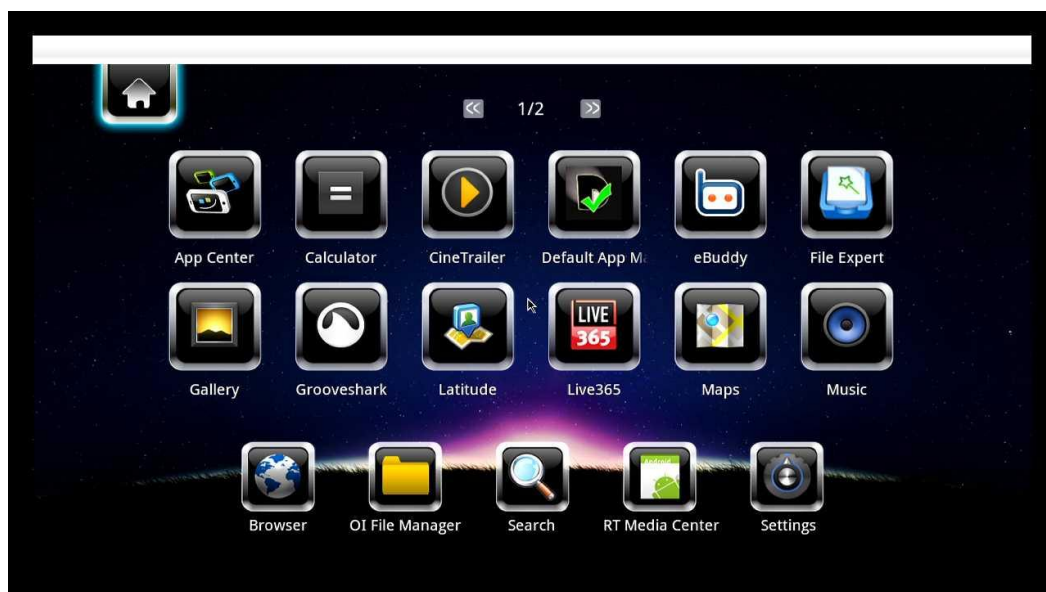 1/2
App Center Calculator CineTrailer Default App Ma eBuddy File Expert
LIVE
365
Gallery Grooveshark Latitude Live365 Maps Music
Android
Browser OI File Manager Search RT Media Center Settings